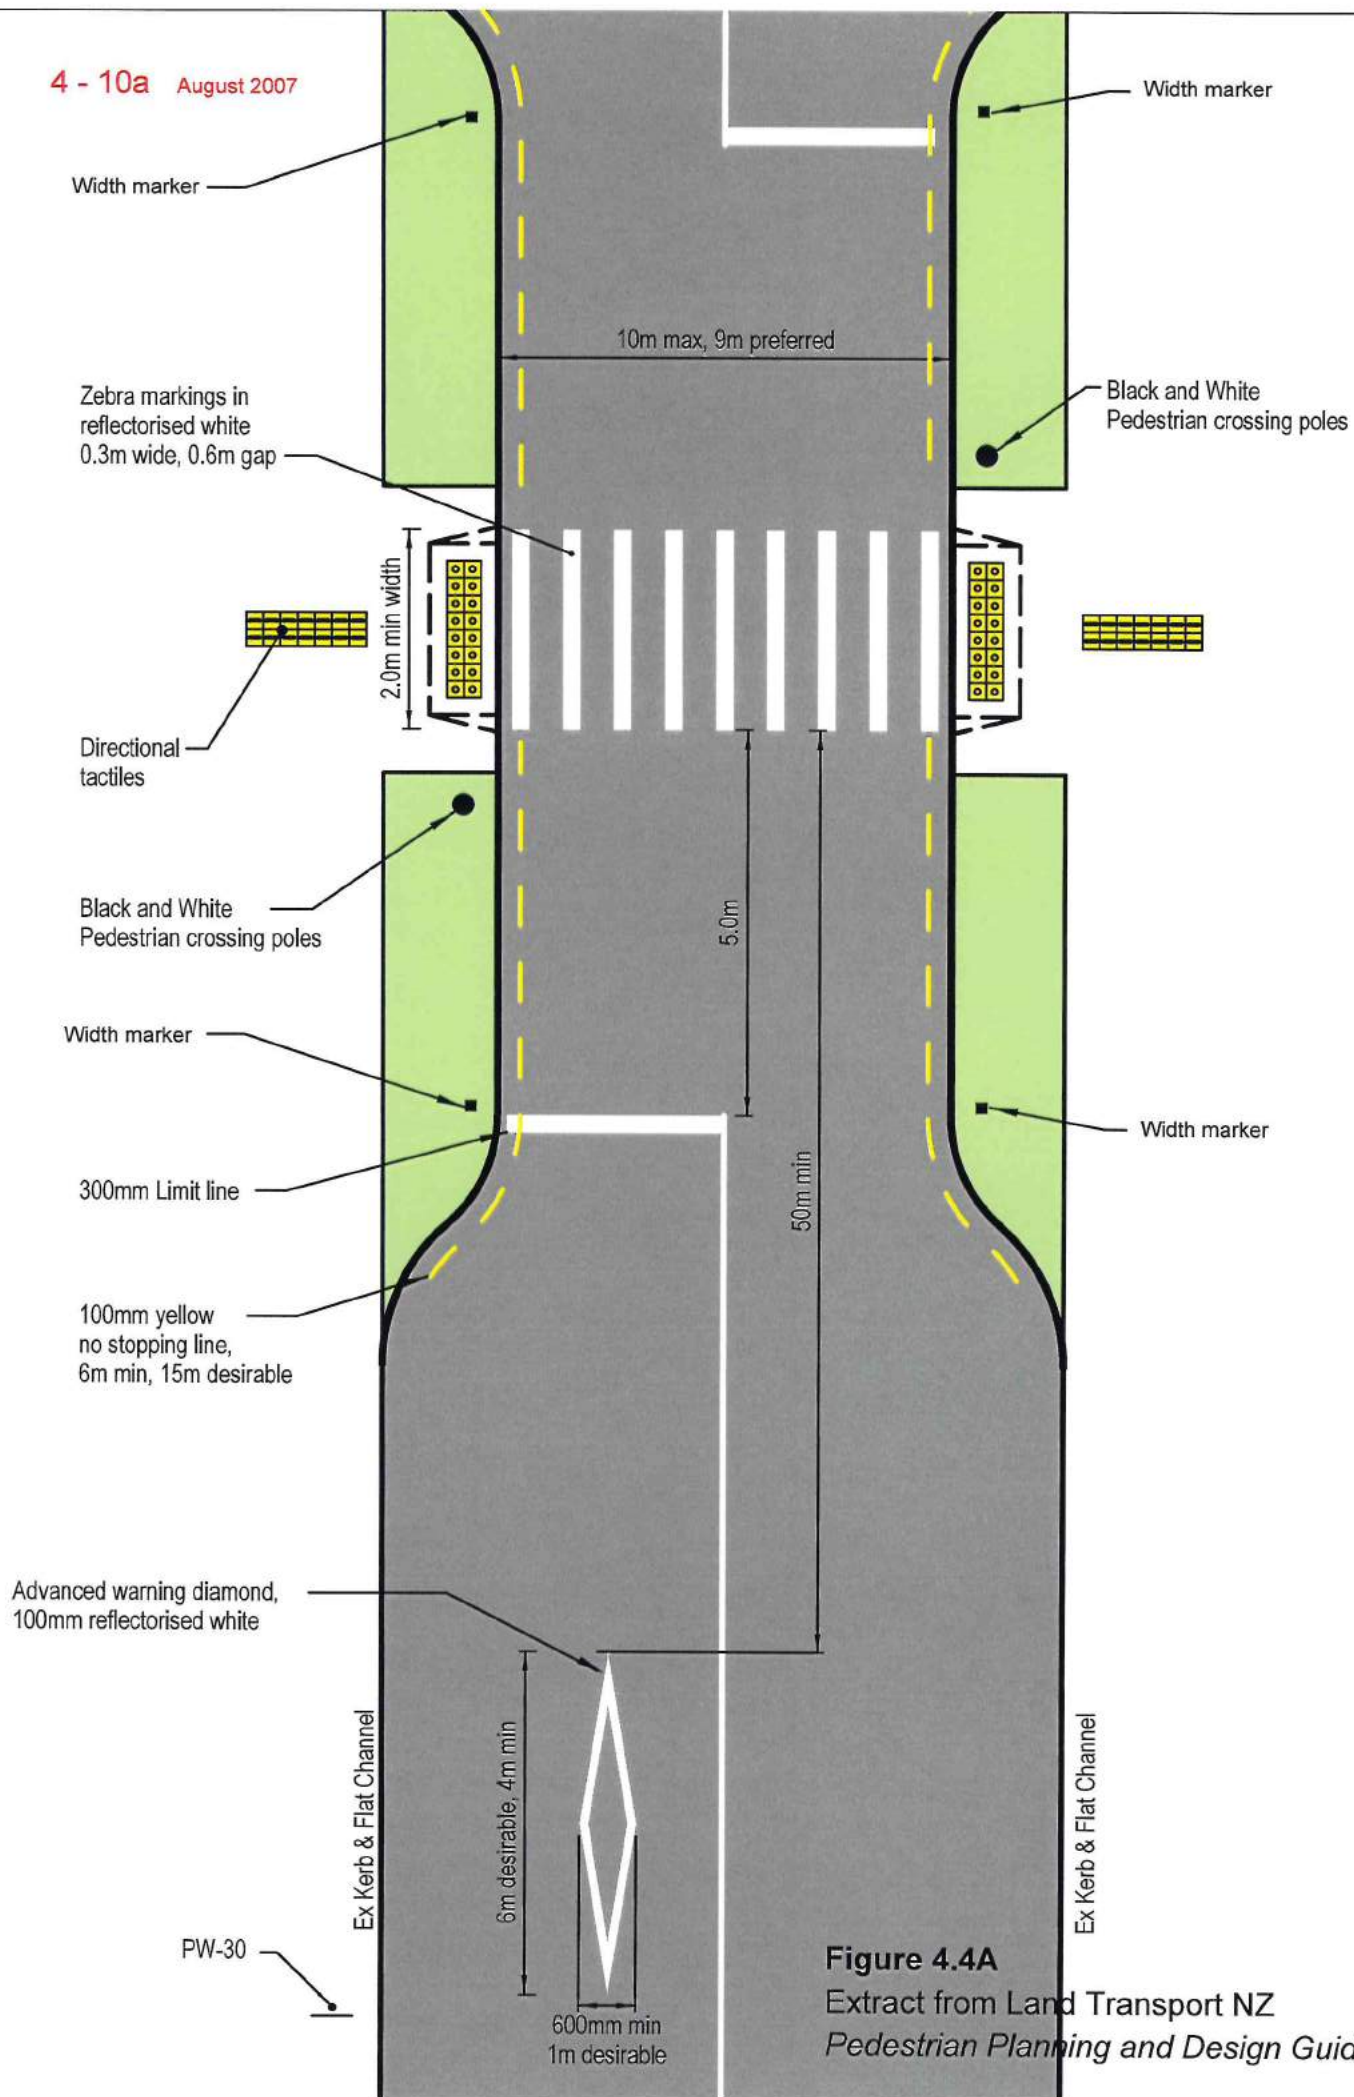 4 - 10a August 2007
Width marker
Width marker
10m max, 9m preferred
Zebra markings in
reflectorised white
0.3m wide, 0.6m gap
Black and White
Pedestrian crossing poles
2.0m min width
Directional
tactiles
Black and White
Pedestrian crossing poles
5.0m
Width marker
Width marker
300mm Limit line
50m min
100mm yellow
no stopping line,
6m min, 15m desirable
Advanced warning diamond,
100mm reflectorised white
Ex Kerb & Flat Channel
6m desirable, 4m min
Ex Kerb & Flat Channel
PW-30
600mm min
1m desirable
Figure 4.4A
Extract from Land Transport NZ
Pedestrian Planning and Design Guid